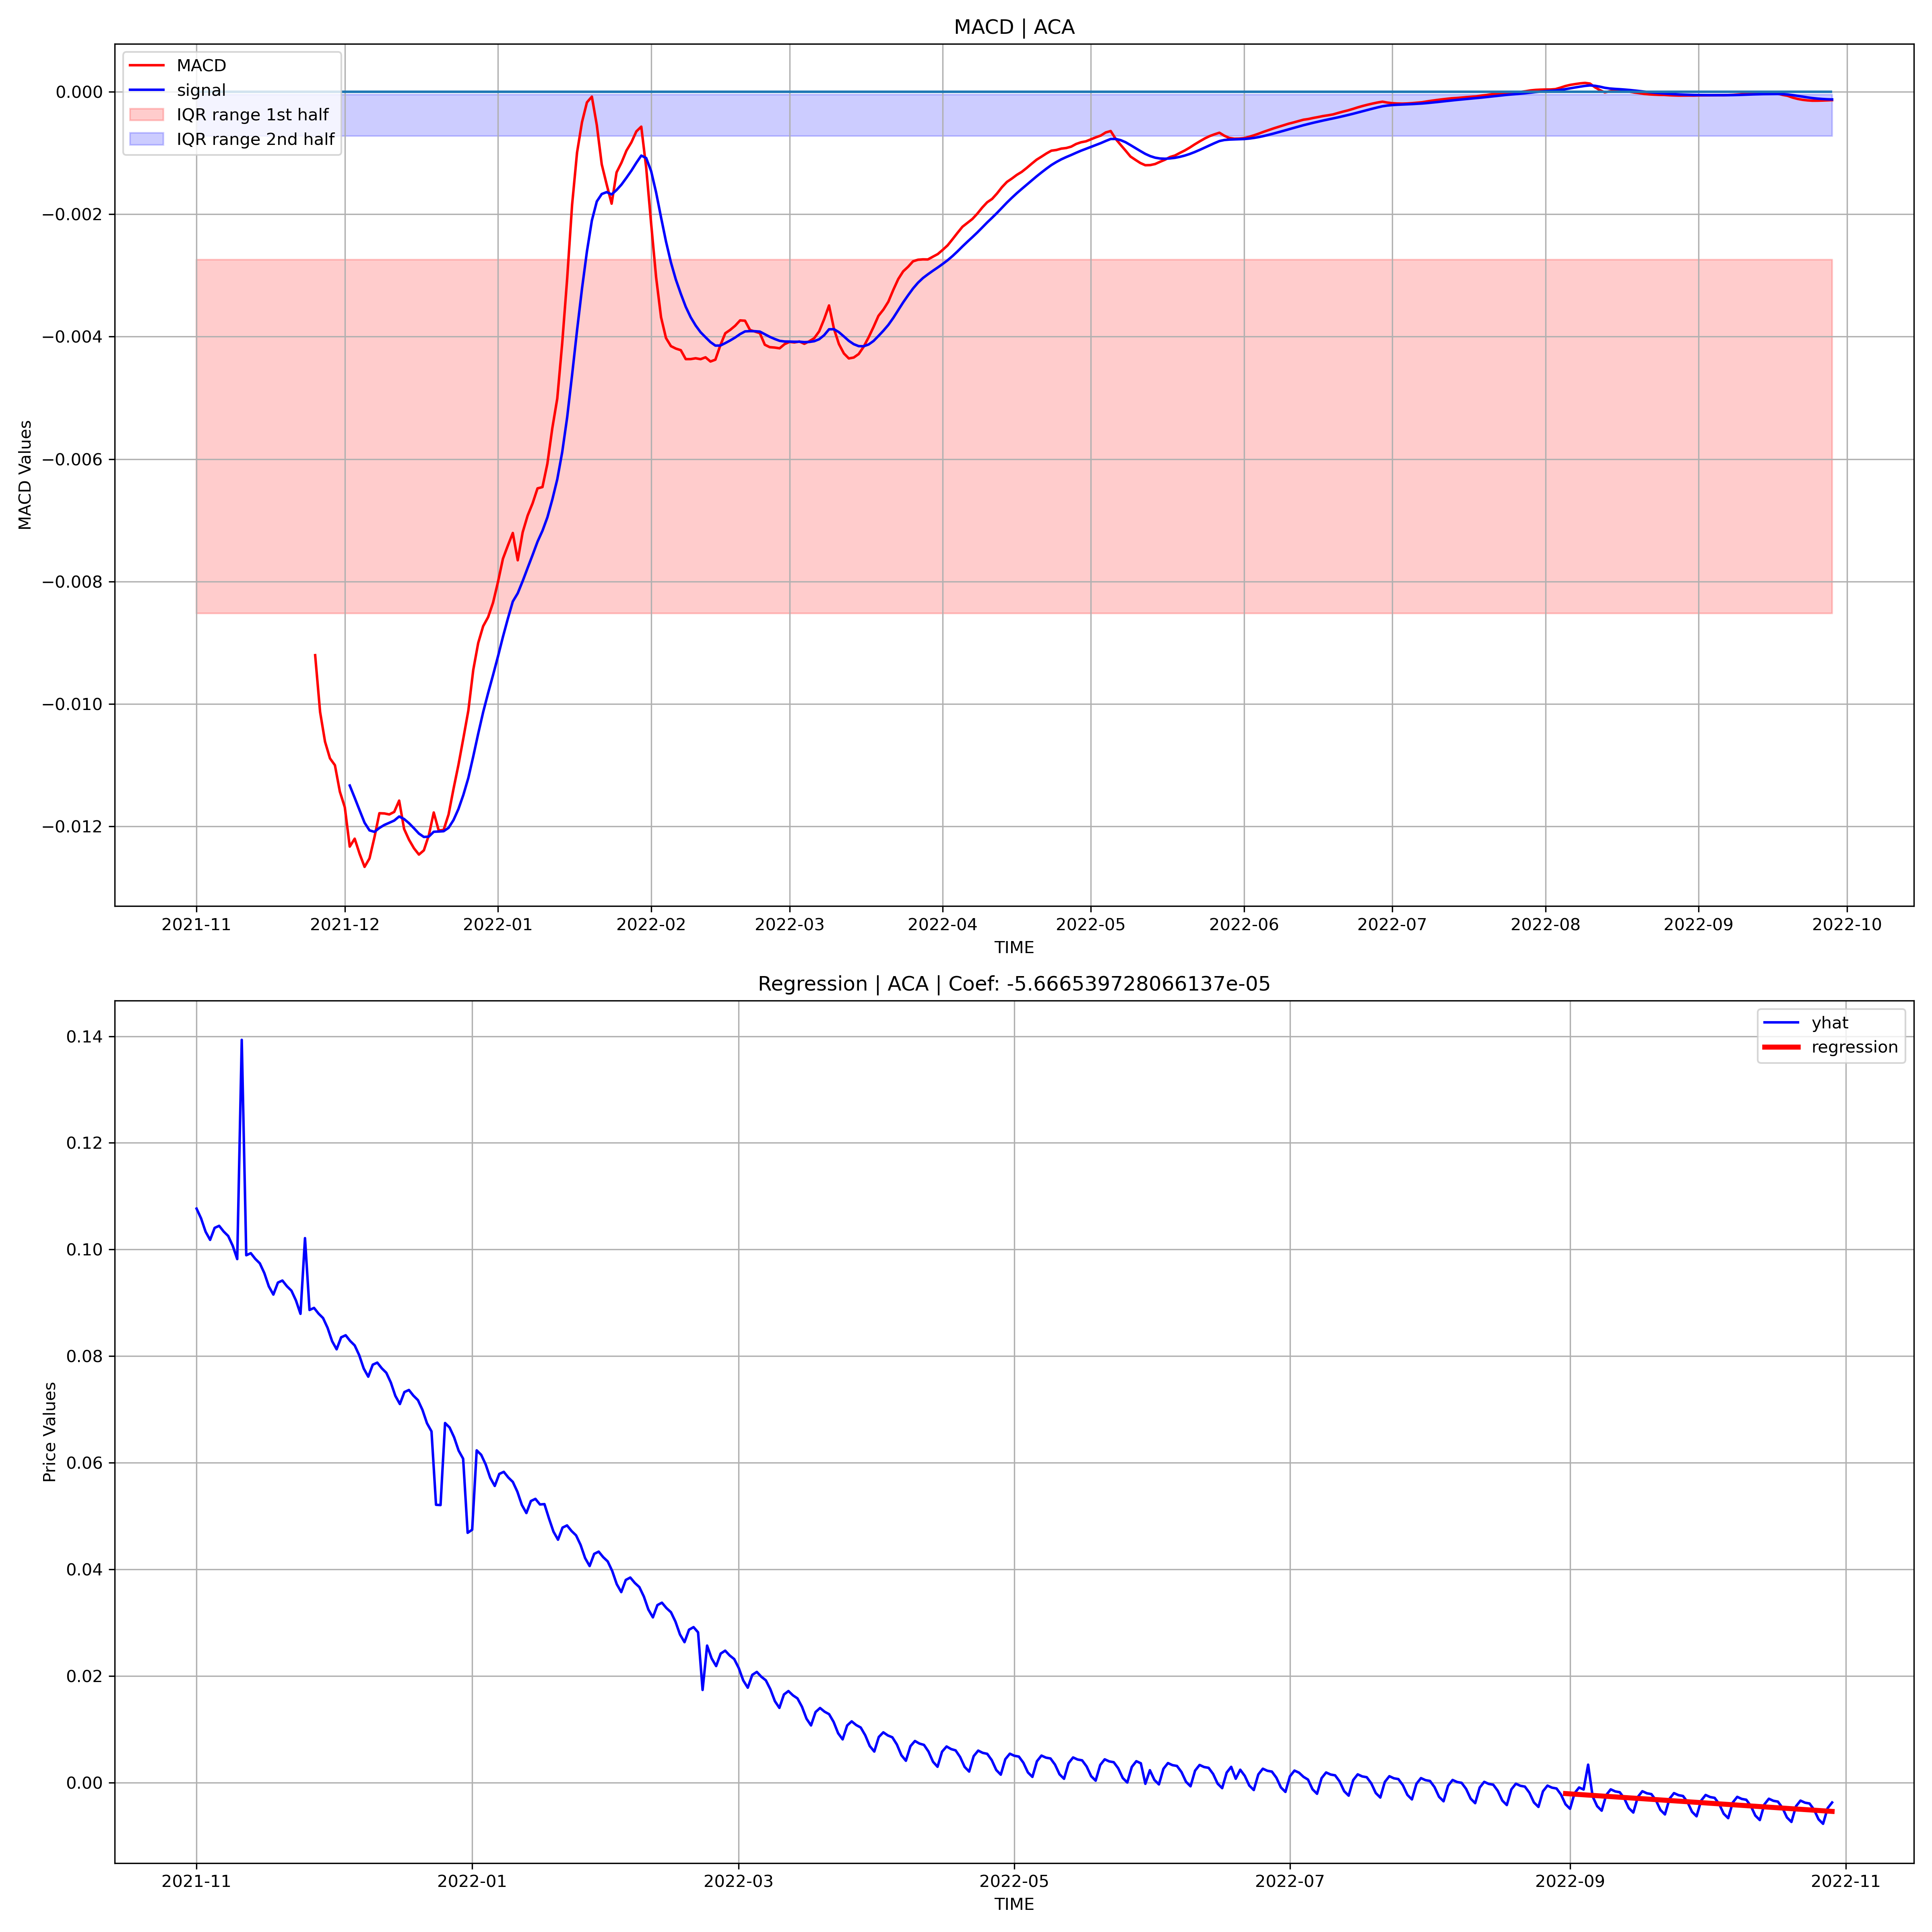 MACD | ACA
MACD
signal
IQR range 1st half
IQR range 2nd half
0.000
−0.002
−0.004
−0.006
−0.008
−0.010
−0.012
MACD Values
2021-11 2021-12 2022-01 2022-02 2022-03 2022-04 2022-05 2022-06 2022-07 2022-08 2022-09 2022-10
TIME
Regression | ACA | Coef: -5.666539728066137e-05
yhat
regression
0.14
0.12
0.10
0.08
0.06
0.04
0.02
0.00
Price Values
2021-11 2022-01 2022-03 2022-05 2022-07 2022-09 2022-11
TIME